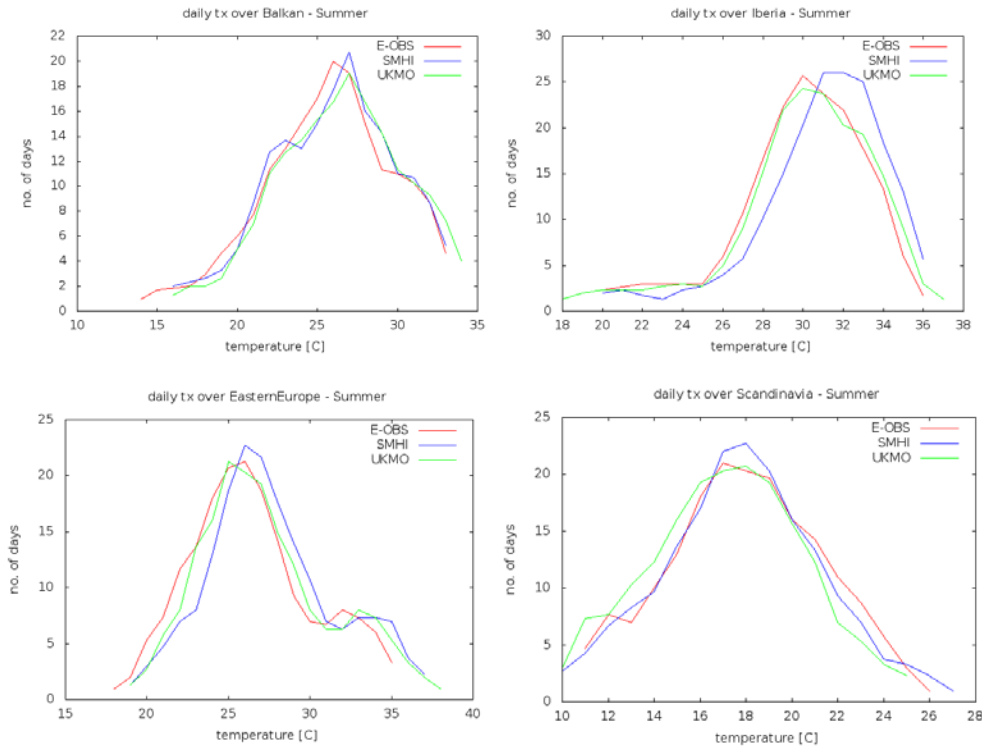 daily tx over Balkan - Summer
22
20
18
16
14
12
10
8
6
4
2
0
no. of days
E-OBS
SMHI
UKMO
10 15 20 25 30 35
temperature [C]
daily tx over Iberia - Summer
30
25
20
15
10
5
0
no. of days
E-OBS
SMHI
UKMO
18 20 22 24 26 28 30 32 34 36 38
temperature [C]
daily tx over EasternEurope - Summer
25
20
15
10
5
0
no. of days
E-OBS
SMHI
UKMO
15 20 25 30 35 40
temperature [C]
daily tx over Scandinavia - Summer
25
20
15
10
5
0
no. of days
E-OBS
SMHI
UKMO
10 12 14 16 18 20 22 24 26 28
temperature [C]